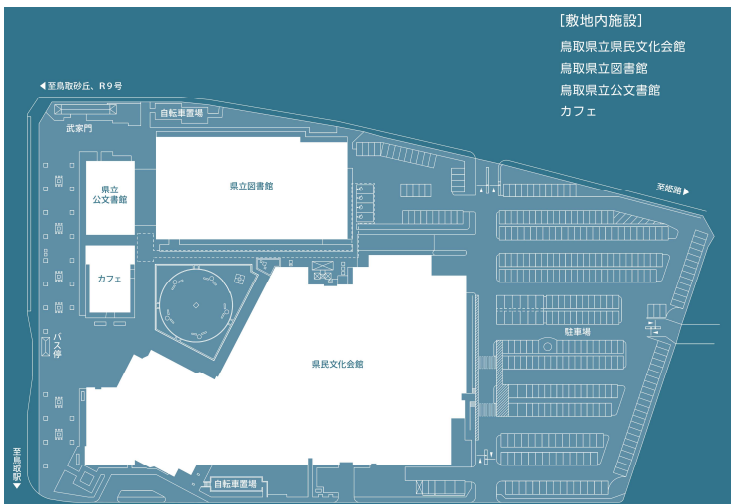 [敷地内施設]
鳥取県立県民文化会館
鳥取県立図書館
鳥取県立公文書館
カフェ
◀至鳥取砂丘、R9号
自転車置場
武家門
至姫路▶
県立図書館
県立
公文書館
カフェ
バス停
駐車場
県民文化会館
至鳥取駅▼
自転車置場